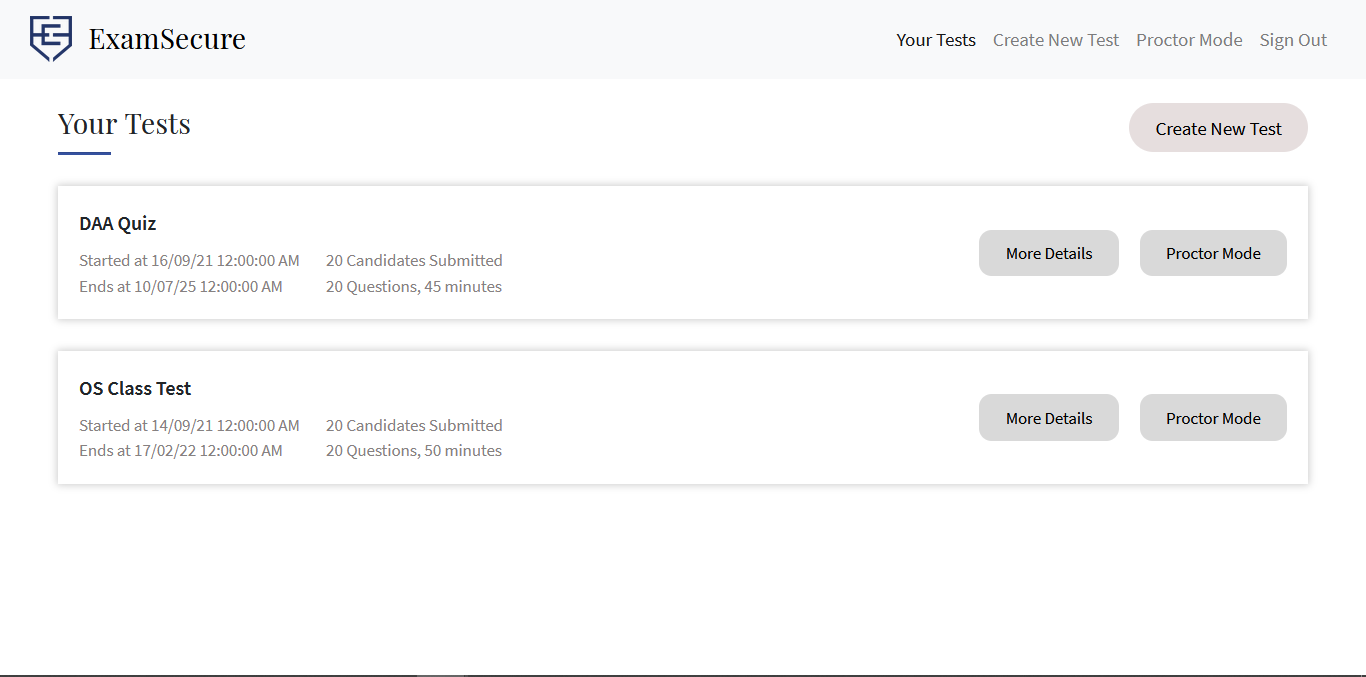 ExamSecure
Your Tests Create New Test Proctor Mode Sign Out
Your Tests
Create New Test
DAA Quiz
Started at 16/09/21 12:00:00 AM 20 Candidates Submitted
Ends at 10/07/25 12:00:00 AM 20 Questions, 45 minutes
More Details Proctor Mode
OS Class Test
Started at 14/09/21 12:00:00 AM 20 Candidates Submitted
Ends at 17/02/22 12:00:00 AM 20 Questions, 50 minutes
More Details Proctor Mode